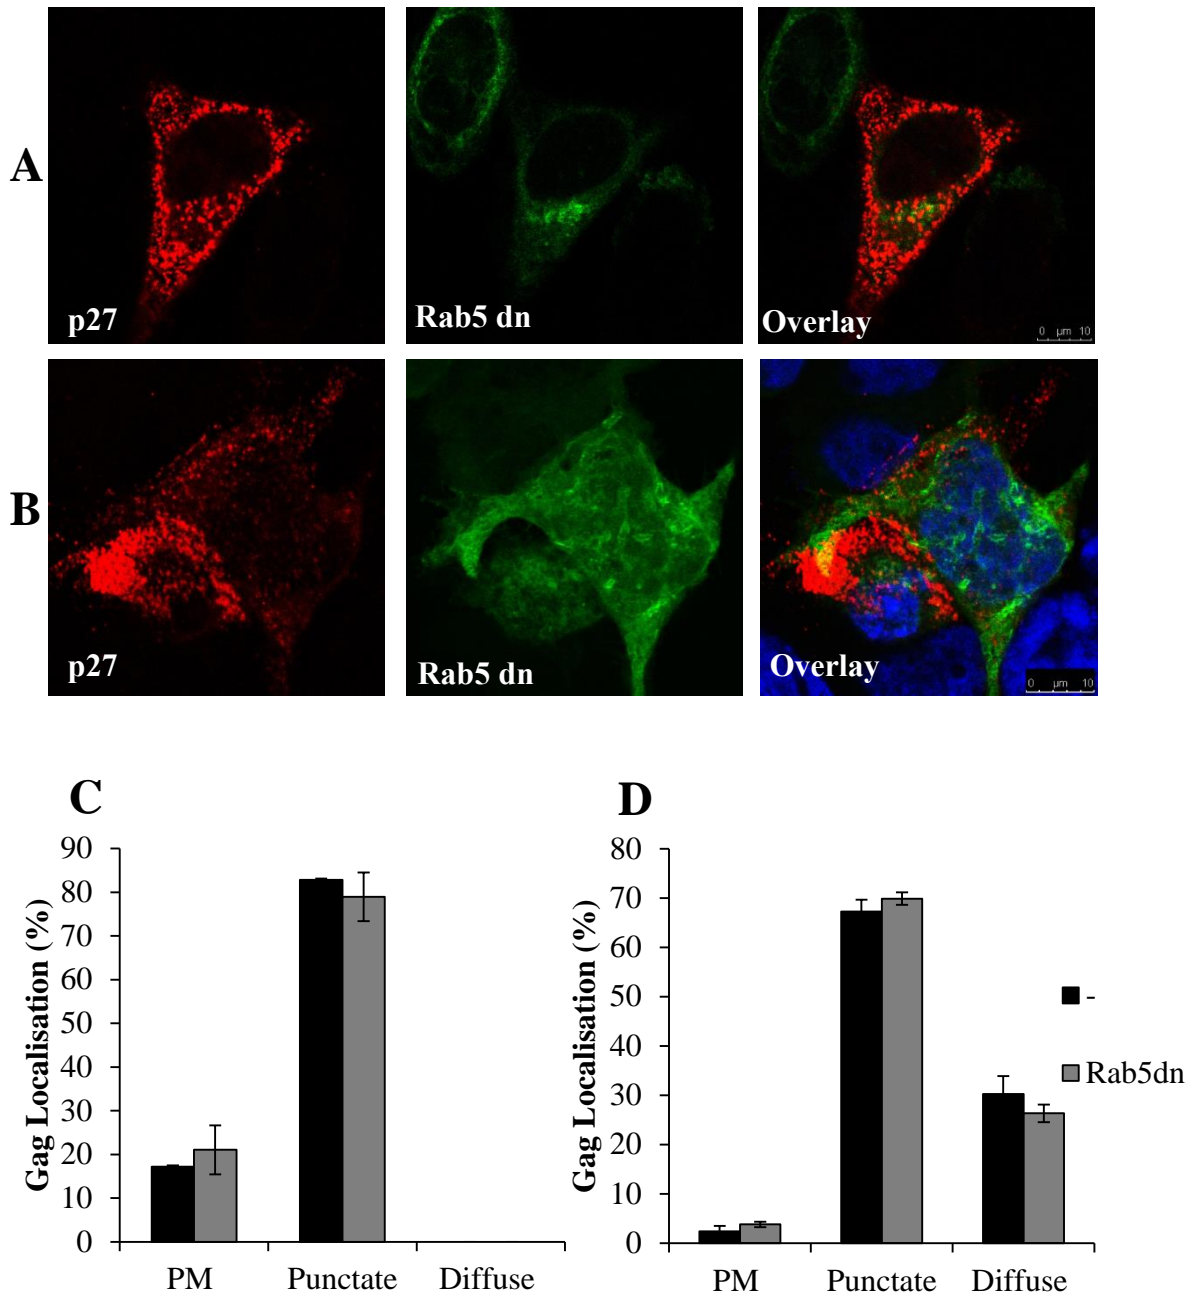 A
p27
Rab5 dn
Overlay
0 µm 10
B
p27
Rab5 dn
Overlay
0 µm 10
C
Gag Localisation (%)
90
80
70
60
50
40
30
20
10
0
PM Punctate Diffuse
D
Gag Localisation (%)
80
70
60
50
40
30
20
10
0
PM Punctate Diffuse
-
Rab5dn